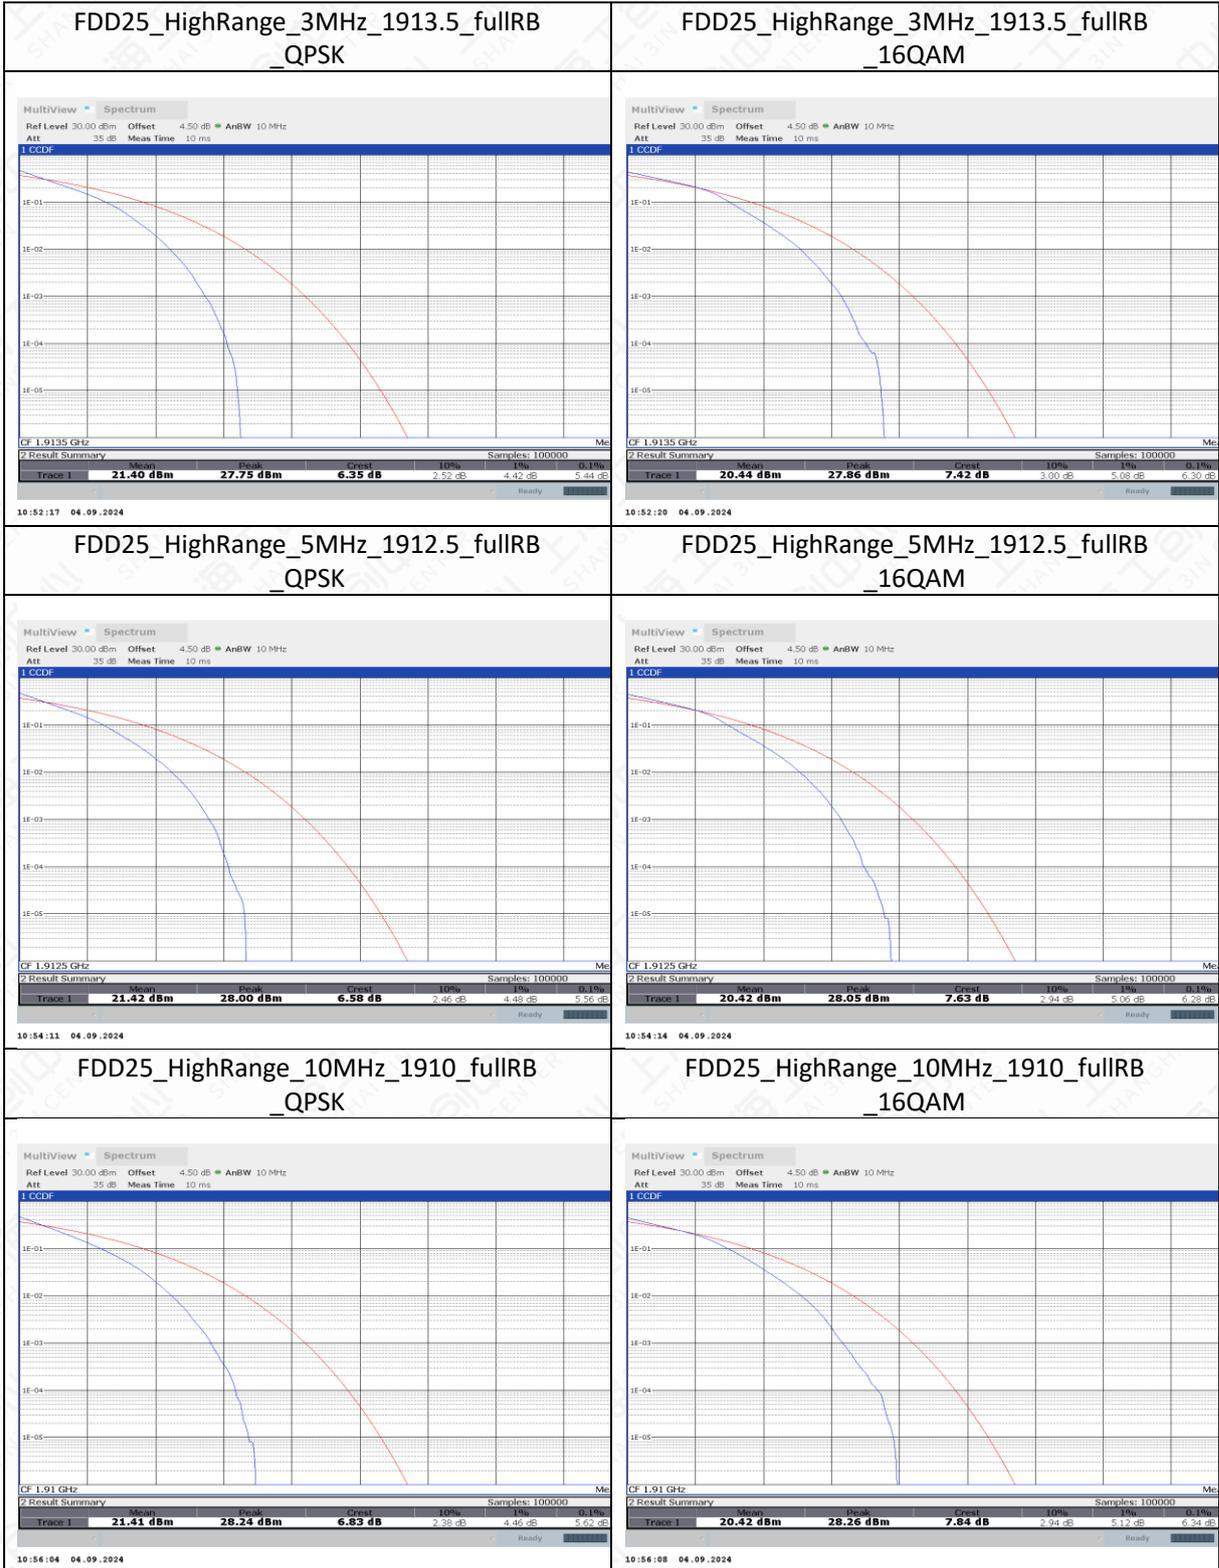 FDD25_HighRange_3MHz_1913.5_fullRB
_QPSK
FDD25_HighRange_3MHz_1913.5_fullRB
_16QAM
MultiView Spectrum
Ref Level 30.00 dBm Offset 4.50 dB AnBW 10 MHz
Att 35 dB Meas Time 10 ms
1 CCDF
1E-01
1E-02
1E-03
1E-04
1E-05
CF 1.9135 GHz Me
2 Result Summary Samples: 100000
Mean Peak Crest 10% 1% 0.1%
Trace 1 21.40 dBm 27.75 dBm 6.35 dB 2.52 dB 4.42 dB 5.44 dB
Ready
10:52:17 04.09.2024
MultiView Spectrum
Ref Level 30.00 dBm Offset 4.50 dB AnBW 10 MHz
Att 35 dB Meas Time 10 ms
1 CCDF
1E-01
1E-02
1E-03
1E-04
1E-05
CF 1.9135 GHz Me
2 Result Summary Samples: 100000
Mean Peak Crest 10% 1% 0.1%
Trace 1 20.44 dBm 27.86 dBm 7.42 dB 3.00 dB 5.08 dB 6.30 dB
Ready
10:52:20 04.09.2024
FDD25_HighRange_5MHz_1912.5_fullRB
_QPSK
FDD25_HighRange_5MHz_1912.5_fullRB
_16QAM
MultiView Spectrum
Ref Level 30.00 dBm Offset 4.50 dB AnBW 10 MHz
Att 35 dB Meas Time 10 ms
1 CCDF
1E-01
1E-02
1E-03
1E-04
1E-05
CF 1.9125 GHz Me
2 Result Summary Samples: 100000
Mean Peak Crest 10% 1% 0.1%
Trace 1 21.42 dBm 28.00 dBm 6.58 dB 2.46 dB 4.48 dB 5.56 dB
Ready
10:54:11 04.09.2024
MultiView Spectrum
Ref Level 30.00 dBm Offset 4.50 dB AnBW 10 MHz
Att 35 dB Meas Time 10 ms
1 CCDF
1E-01
1E-02
1E-03
1E-04
1E-05
CF 1.9125 GHz Me
2 Result Summary Samples: 100000
Mean Peak Crest 10% 1% 0.1%
Trace 1 20.42 dBm 28.05 dBm 7.63 dB 2.94 dB 5.06 dB 6.28 dB
Ready
10:54:14 04.09.2024
FDD25_HighRange_10MHz_1910_fullRB
_QPSK
FDD25_HighRange_10MHz_1910_fullRB
_16QAM
MultiView Spectrum
Ref Level 30.00 dBm Offset 4.50 dB AnBW 10 MHz
Att 35 dB Meas Time 10 ms
1 CCDF
1E-01
1E-02
1E-03
1E-04
1E-05
CF 1.91 GHz Me
2 Result Summary Samples: 100000
Mean Peak Crest 10% 1% 0.1%
Trace 1 21.41 dBm 28.24 dBm 6.83 dB 2.38 dB 4.46 dB 5.62 dB
Ready
10:56:04 04.09.2024
MultiView Spectrum
Ref Level 30.00 dBm Offset 4.50 dB AnBW 10 MHz
Att 35 dB Meas Time 10 ms
1 CCDF
1E-01
1E-02
1E-03
1E-04
1E-05
CF 1.91 GHz Me
2 Result Summary Samples: 100000
Mean Peak Crest 10% 1% 0.1%
Trace 1 20.42 dBm 28.26 dBm 7.84 dB 2.94 dB 5.12 dB 6.34 dB
Ready
10:56:08 04.09.2024